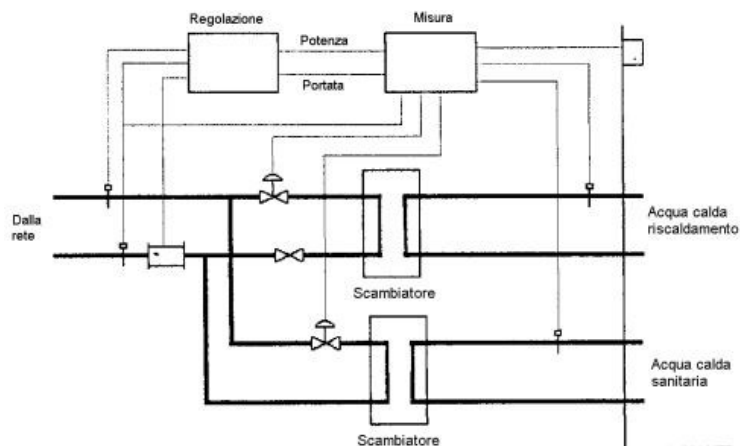 Regolazione
Misura
Potenza
Portata
Dalla
rete
Acqua calda
riscaldamento
Scambiatore
Acqua calda
sanitaria
Scambiatore